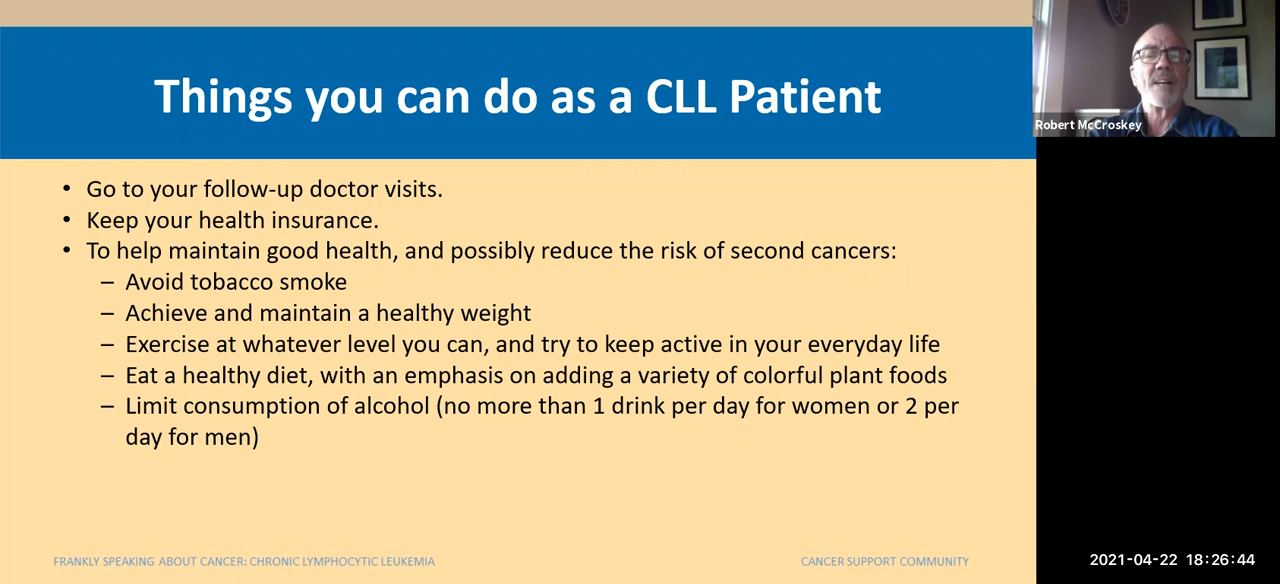 Things you can do as a CLL Patient
Robert McCroskey
• Go to your follow-up doctor visits.
• Keep your health insurance.
• To help maintain good health, and possibly reduce the risk of second cancers:
– Avoid tobacco smoke
– Achieve and maintain a healthy weight
– Exercise at whatever level you can, and try to keep active in your everyday life
– Eat a healthy diet, with an emphasis on adding a variety of colorful plant foods
– Limit consumption of alcohol (no more than 1 drink per day for women or 2 per
day for men)
FRANKLY SPEAKING ABOUT CANCER: CHRONIC LYMPHOCYTIC LEUKEMIA
CANCER SUPPORT COMMUNITY
2021-04-22 18:26:44